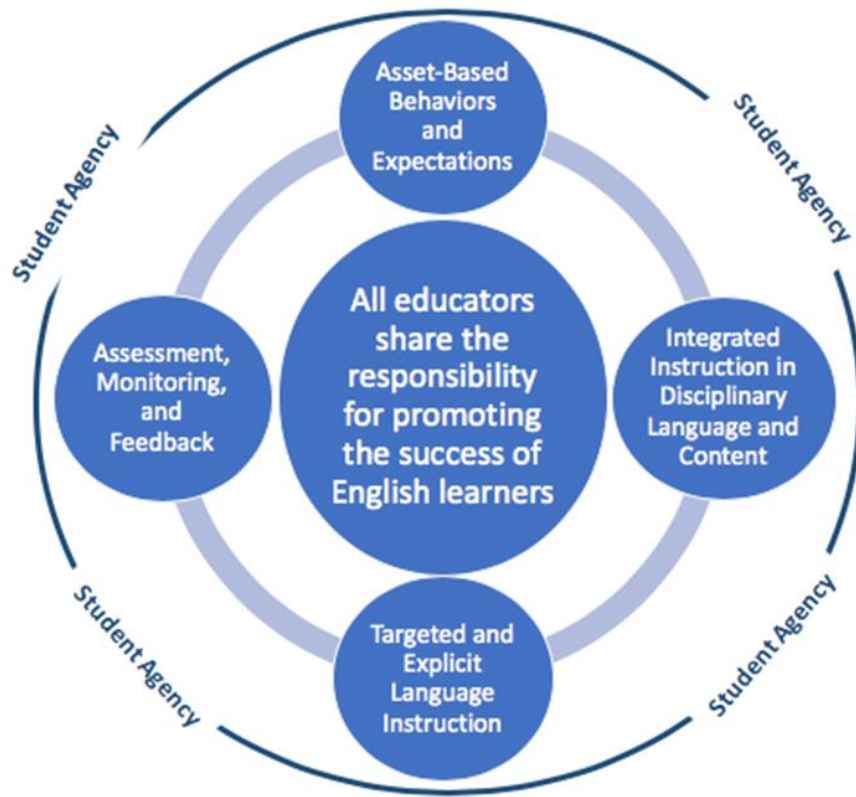 Asset-Based
Behaviors
and
Expectations
Student Agency
Student Agency
All educators
share the
responsibility
for promoting
the success of
English learners
Assessment,
Monitoring,
and
Feedback
Integrated
Instruction in
Disciplinary
Language and
Content
Targeted and
Explicit
Language
Instruction
Student Agency
Student Agency